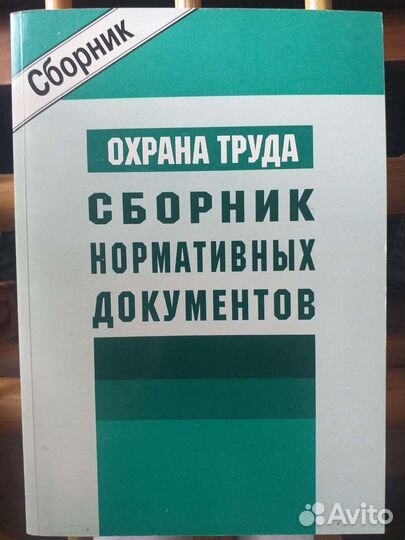 Сборник
ОХРАНА ТРУДА
СБОРНИК
НОРМАТИВНЫХ
ДОКУМЕНТОВ
Avito